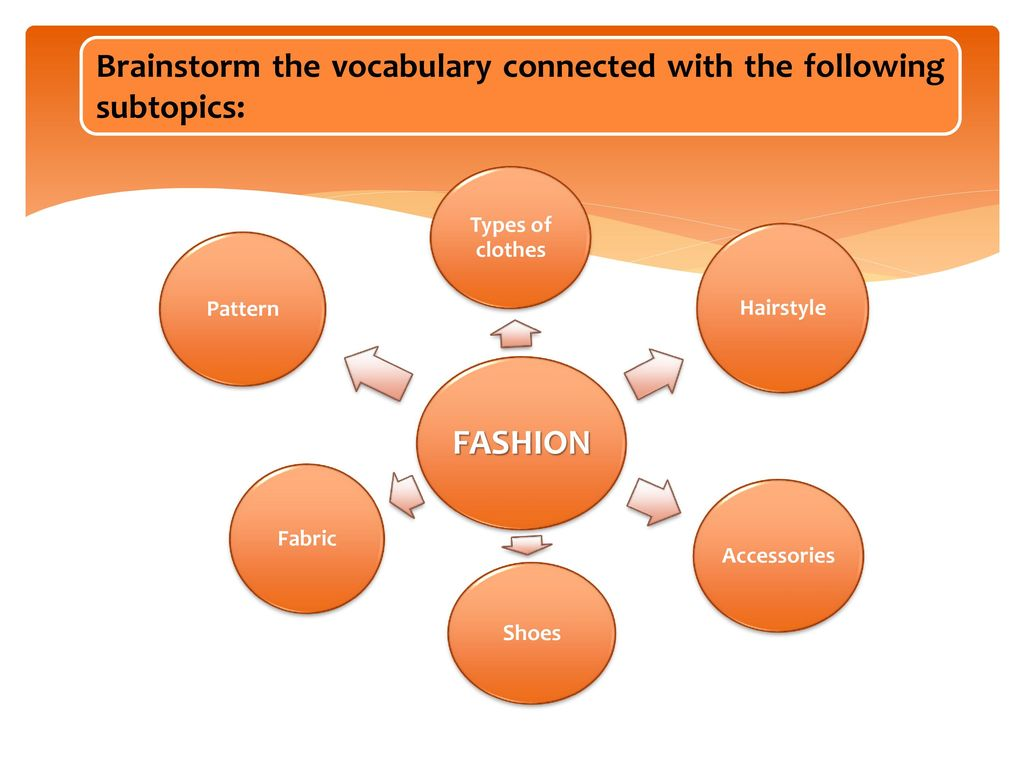 Brainstorm the vocabulary connected with the following
subtopics:
Types of
clothes
Pattern
Hairstyle
FASHION
Fabric
Accessories
Shoes